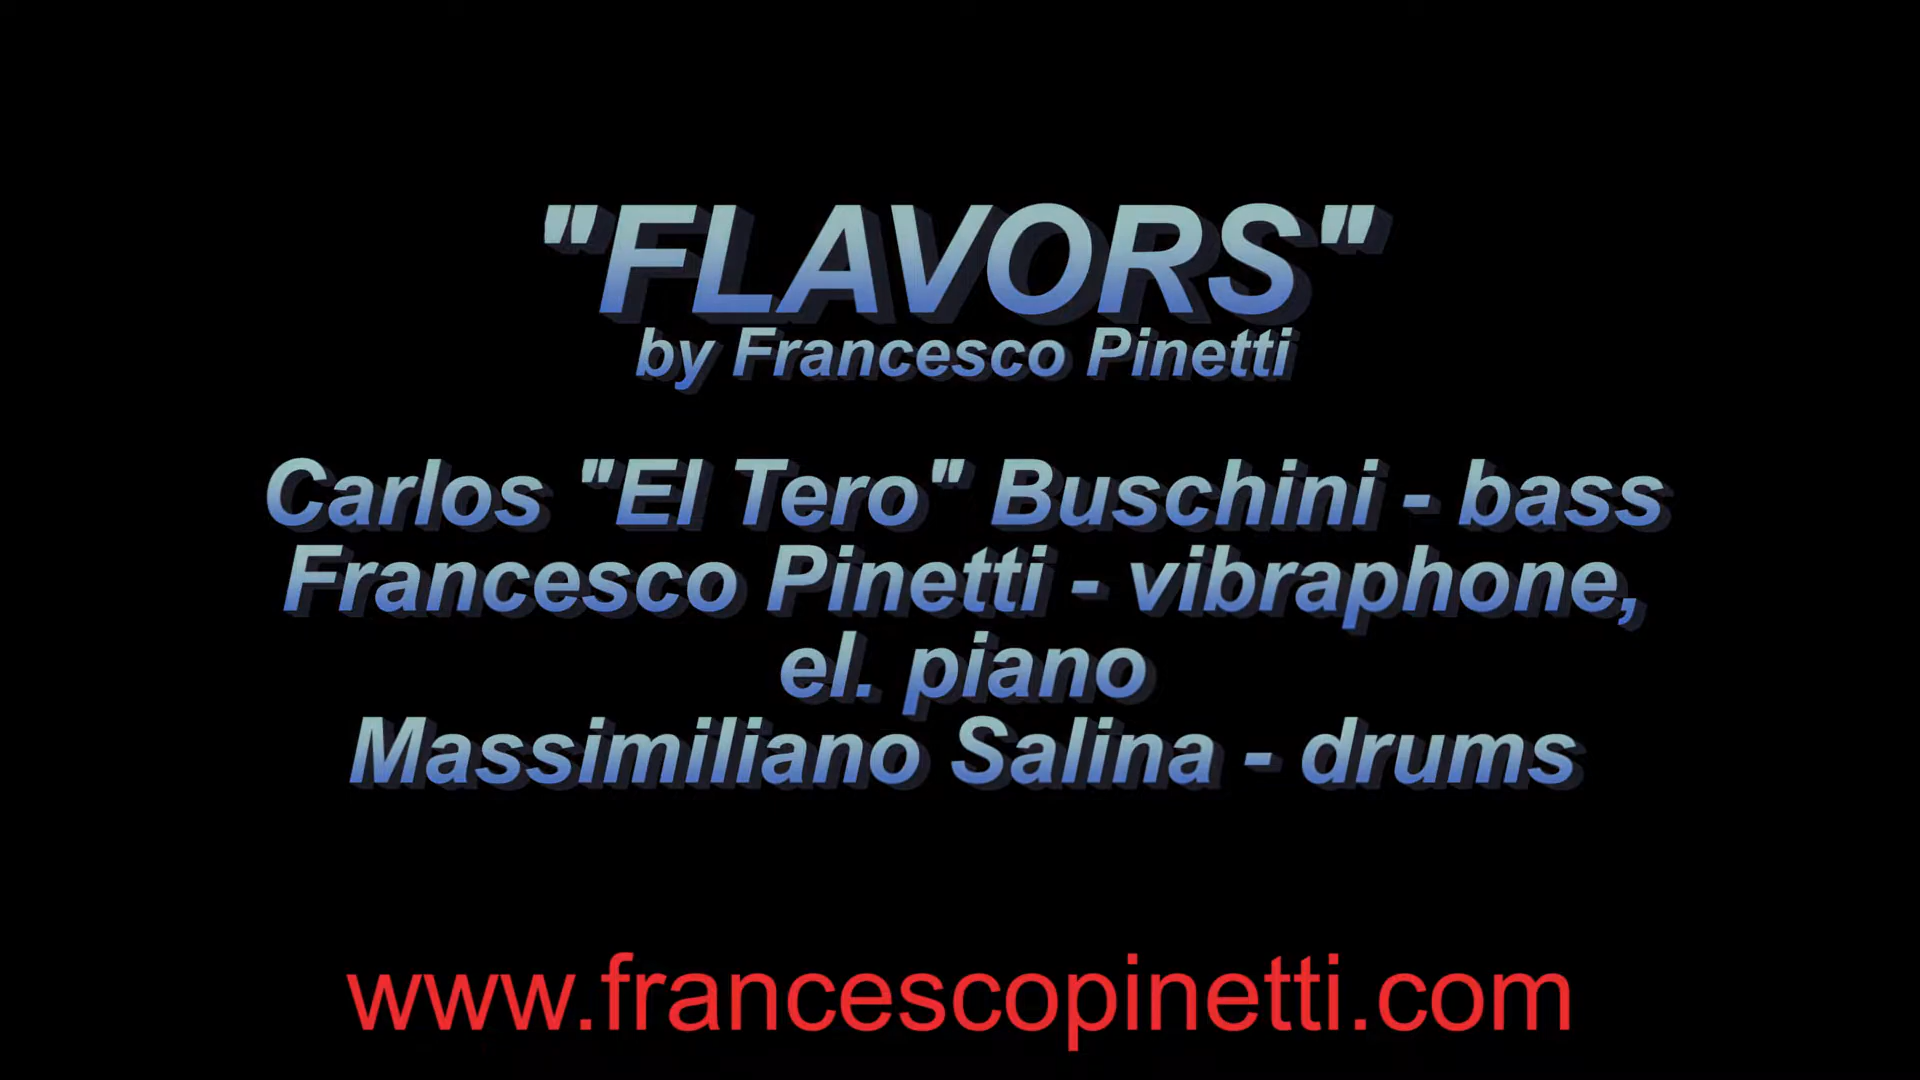 "FLAVORS"
by Francesco Pinetti
Carlos "El Tero" Buschini - bass
Francesco Pinetti - vibraphone,
el. piano
Massimiliano Salina - drums
www.francescopinetti.com